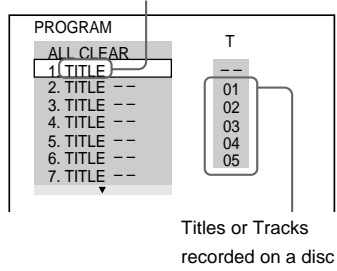 PROGRAM
T
ALL CLEAR
1. TITLE
2. TITLE – –
3. TITLE – –
4. TITLE – –
5. TITLE – –
6. TITLE – –
7. TITLE – –
– –
01
02
03
04
05
Titles or Tracks
recorded on a disc